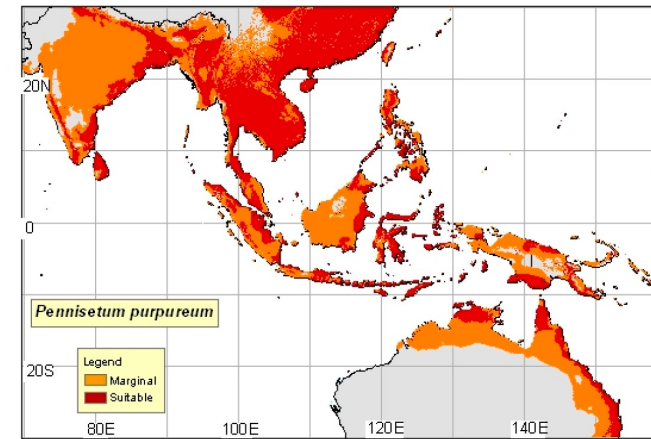 20N
0
Pennisetum purpureum
Legend
Marginal
Suitable
20S
80E 100E 120E 140E